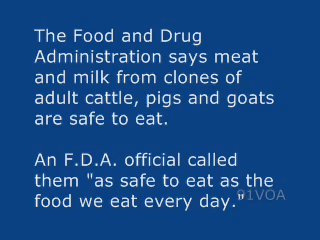 The Food and Drug
Administration says meat
and milk from clones of
adult cattle, pigs and goats
are safe to eat.
An F.D.A. official called
them "as safe to eat as the
food we eat every day."
91VOA